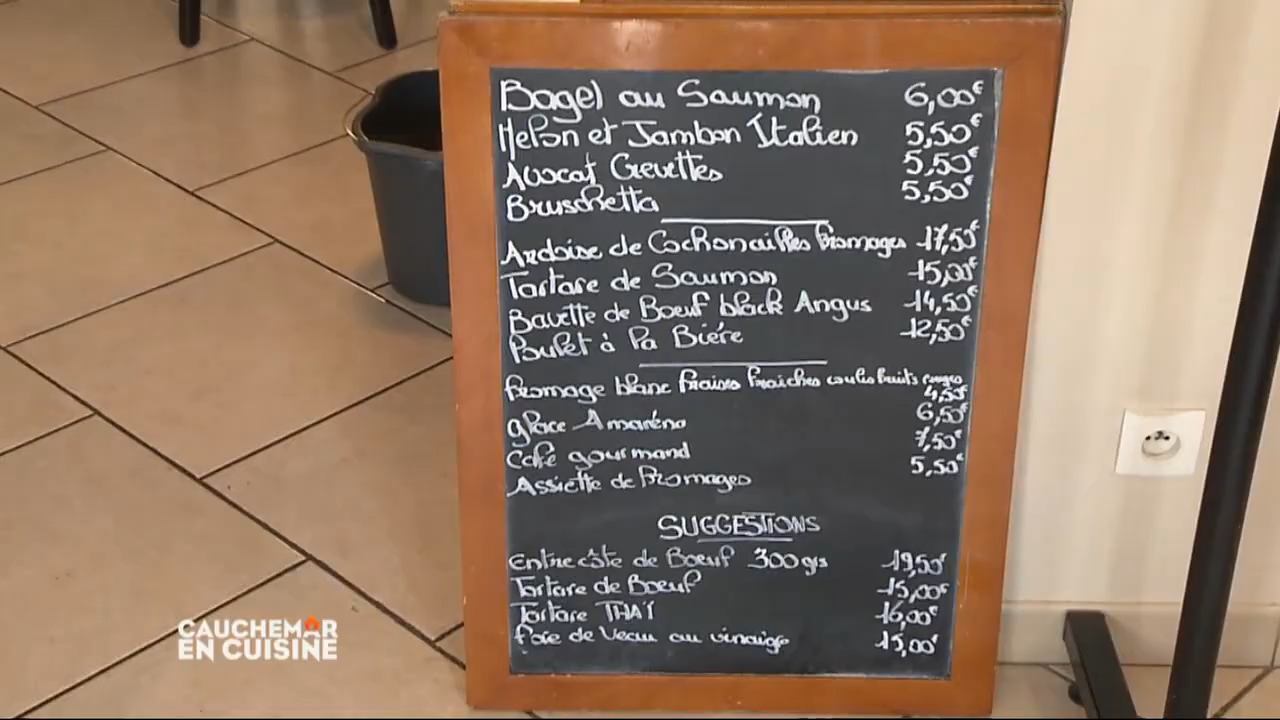 Bagel au Saumon 6,00€
Melon et Jambon Italien 5,50€
Avocat Crevettes 5,50€
Bruschetta 5,50€
Ardoise de Cochonailles fromages 17,50€
Tartare de Saumon 15,00€
Bavette de Boeuf black Angus 14,50€
Poulet à la Bière 12,50€
fromage blanc fraises fraiches coulis fruits rouges 4,50€
glace Amaréna 6,50€
Café gourmand 7,50€
Assiette de fromages 5,50€
SUGGESTIONS
Entre côte de Boeuf 300grs 19,50€
Tartare de Boeuf 15,00€
Tartare THAÏ 16,00€
foie de Veau au vinaigre 15,00€
CAUCHEMAR
EN CUISINE